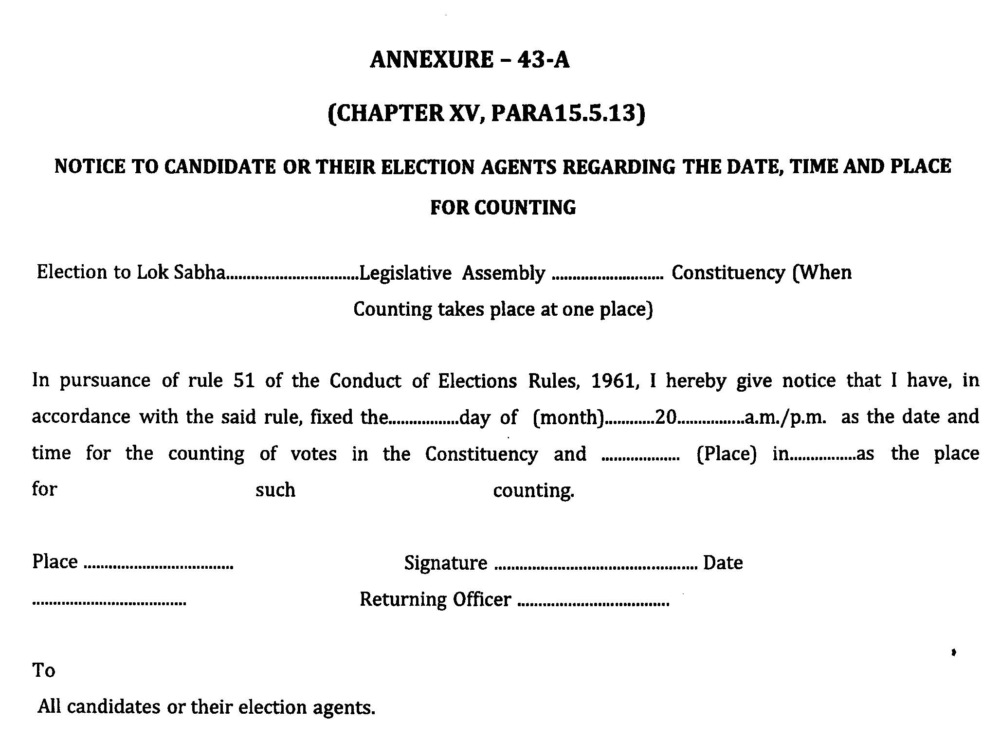 ANNEXURE – 43-A
(CHAPTER XV, PARA15.5.13)
NOTICE TO CANDIDATE OR THEIR ELECTION AGENTS REGARDING THE DATE, TIME AND PLACE
FOR COUNTING
Election to Lok Sabha................................Legislative Assembly ........................... Constituency (When
Counting takes place at one place)
In pursuance of rule 51 of the Conduct of Elections Rules, 1961, I hereby give notice that I have, in
accordance with the said rule, fixed the.................day of (month)............20................a.m./p.m. as the date and
time for the counting of votes in the Constituency and ................... (Place) in................as the place
for such counting.
Place .................................... Signature ................................................. Date
..................................... Returning Officer .....................................
To
All candidates or their election agents.